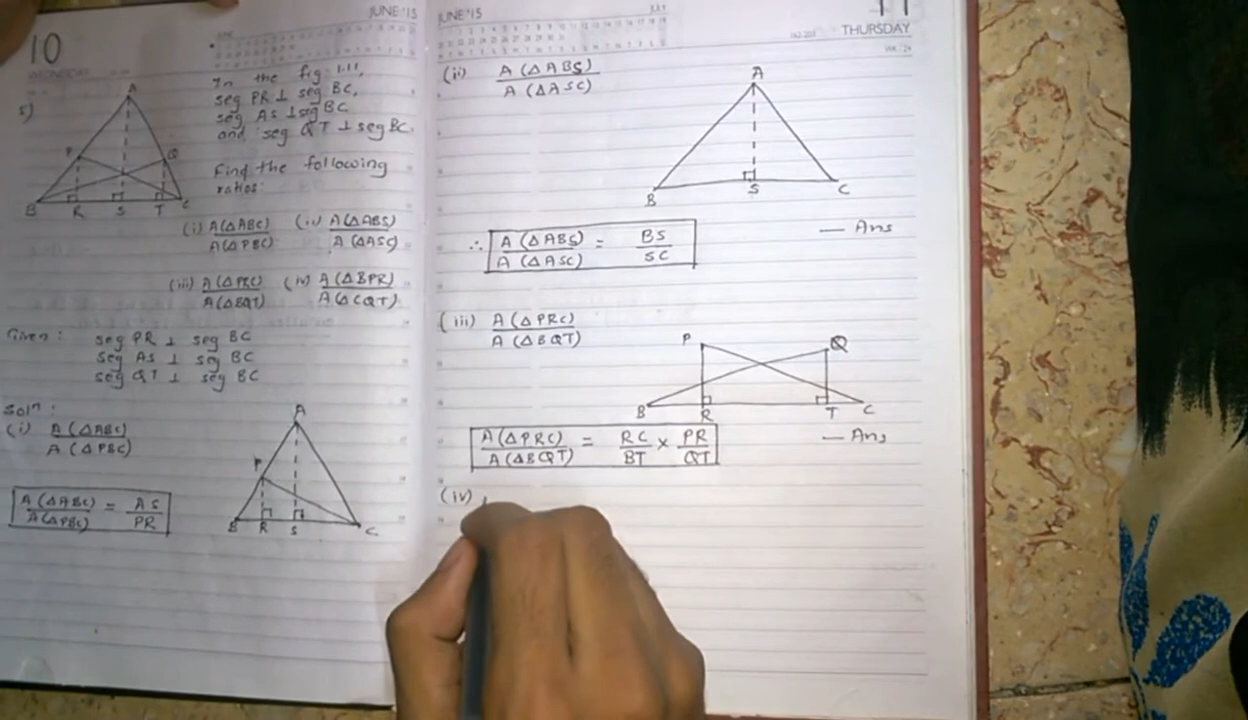 10
WEDNESDAY
JUNE '15
5)
In the fig. 1.11,
seg PR ⊥ seg BC,
seg AS ⊥ seg BC
and seg QT ⊥ seg BC.
Find the following
ratios:
A
P
Q
B R S T C
(i) A(△ABC) / A(△PBC) (ii) A(△ABS) / A(△ASC)
(iii) A(△PRC) / A(△BQT) (iv) A(△BPR) / A(△CQT)
Given: seg PR ⊥ seg BC
seg AS ⊥ seg BC
seg QT ⊥ seg BC
Soln:
(i) A(△ABC) / A(△PBC)
A
P
B R S C
A(△ABC) / A(△PBC) = AS / PR
JUNE '15
11
THURSDAY
WK / 24
(ii) A(△ABS) / A(△ASC)
A
B S C
∴ A(△ABS) / A(△ASC) = BS / SC — Ans
(iii) A(△PRC) / A(△BQT)
P Q
B R T C
A(△PRC) / A(△BQT) = RC / BT × PR / QT — Ans
(iv)